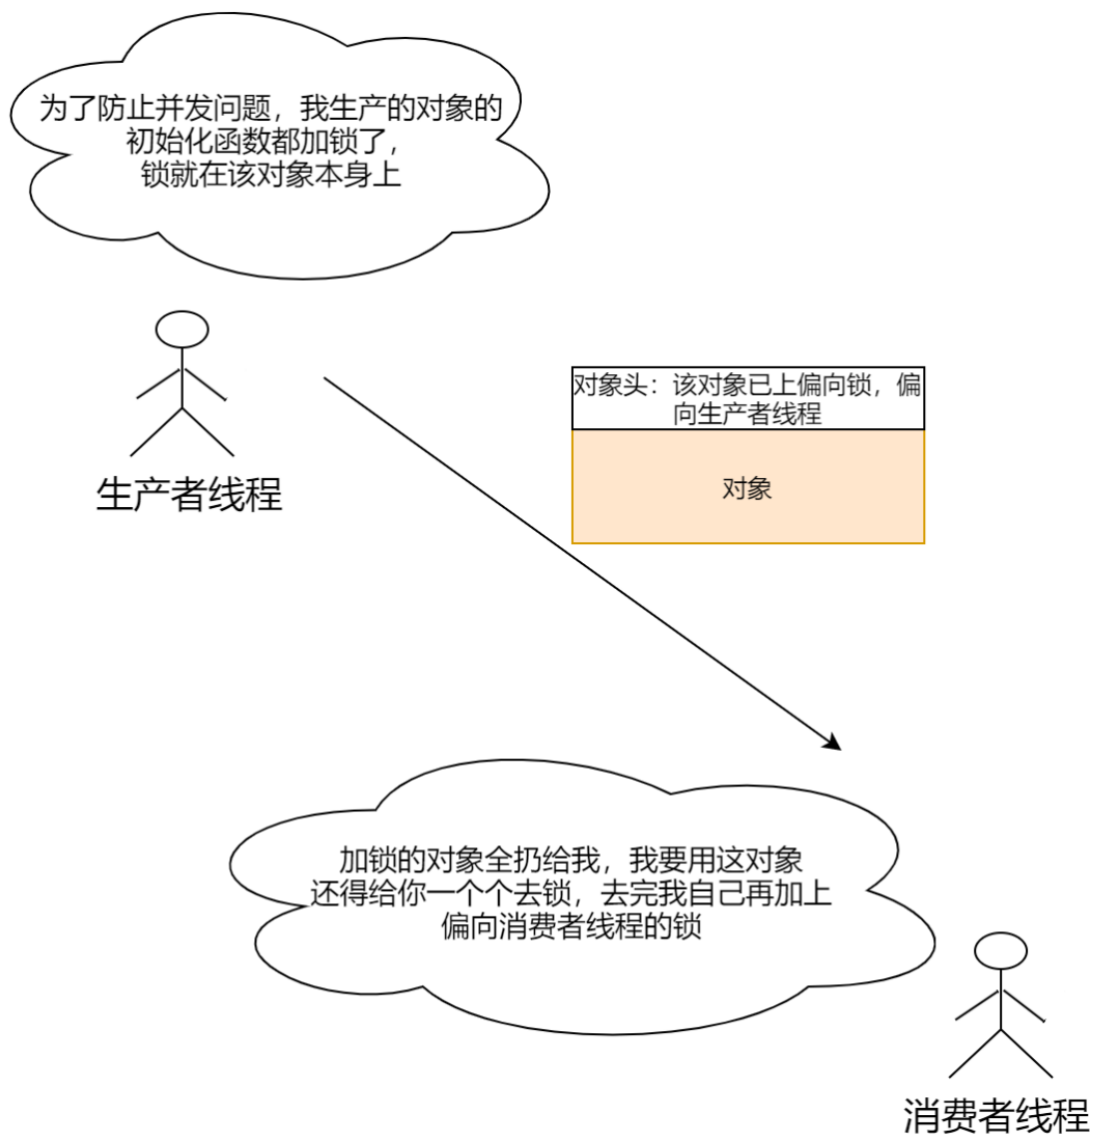 为了防止并发问题，我生产的对象的
初始化函数都加锁了，
锁就在该对象本身上
生产者线程
对象头：该对象已上偏向锁，偏
向生产者线程
对象
加锁的对象全扔给我，我要用这对象
还得给你一个个去锁，去完我自己再加上
偏向消费者线程的锁
消费者线程